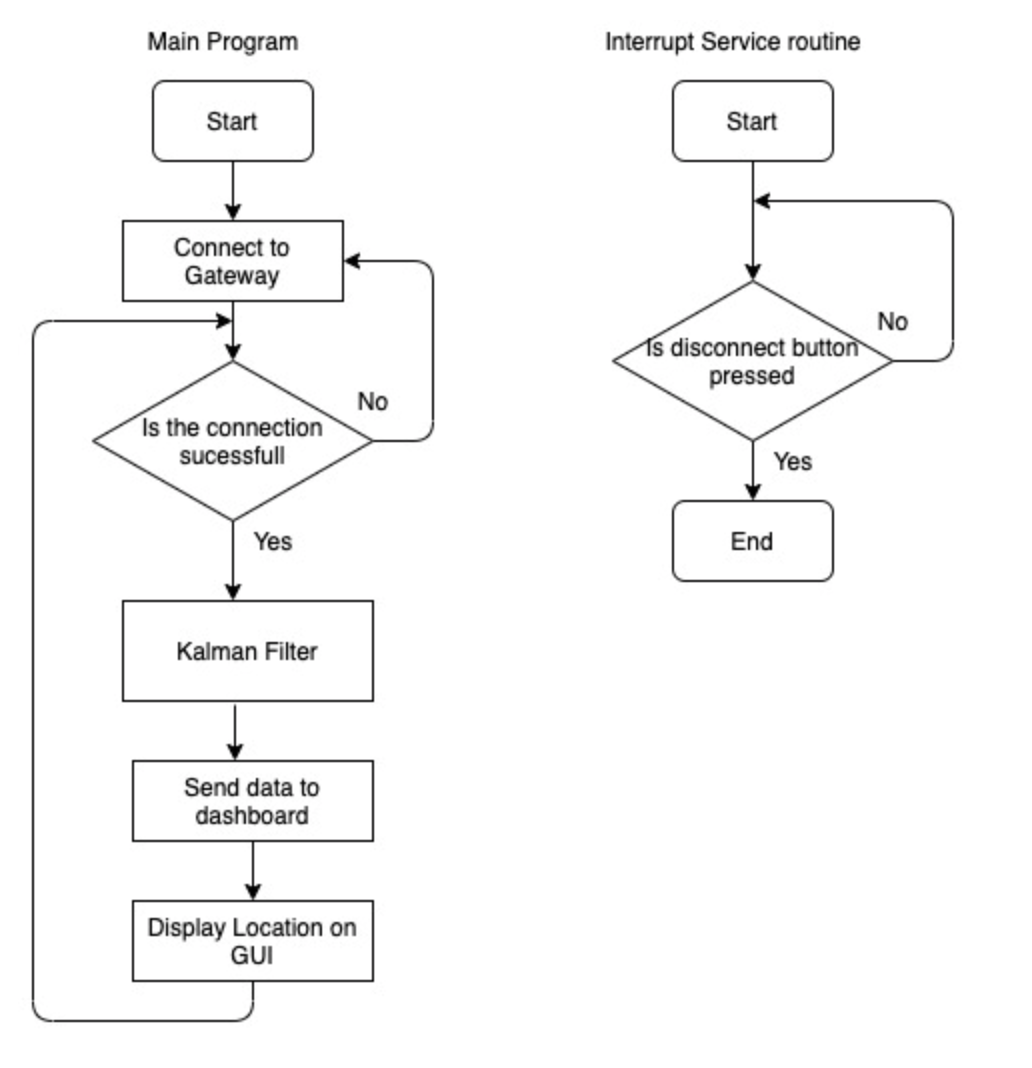 Main Program
Start
Connect to
Gateway
No
Is the connection
sucessfull
Yes
Kalman Filter
Send data to
dashboard
Display Location on
GUI
Interrupt Service routine
Start
No
Is disconnect button
pressed
Yes
End